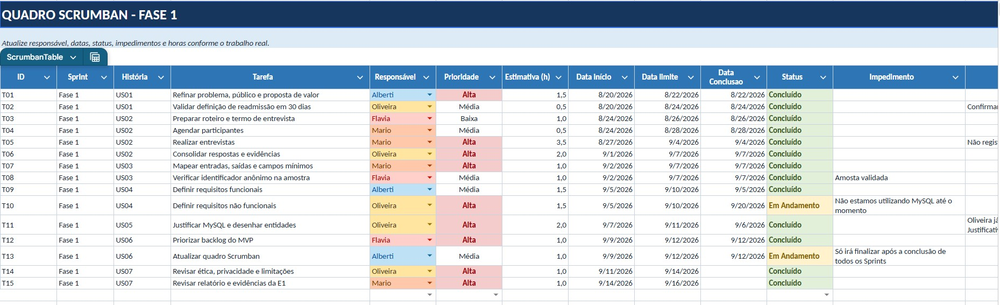 QUADRO SCRUMBAN - FASE 1
Atualize responsável, datas, status, impedimentos e horas conforme o trabalho real.
ScrumbanTable
ID Sprint História Tarefa Responsável Prioridade Estimativa (h) Data Início Data limite Data Conclusao Status Impedimento
T01 Fase 1 US01 Refinar problema, público e proposta de valor Alberti Alta 1,5 8/20/2026 8/22/2026 8/22/2026 Concluído
T02 Fase 1 US01 Validar definição de readmissão em 30 dias Oliveira Média 0,5 8/20/2026 8/24/2026 8/24/2026 Concluído
T03 Fase 1 US02 Preparar roteiro e termo de entrevista Flavia Baixa 1,0 8/24/2026 8/26/2026 8/26/2026 Concluído
T04 Fase 1 US02 Agendar participantes Mario Média 0,5 8/24/2026 8/28/2026 8/28/2026 Concluído
T05 Fase 1 US02 Realizar entrevistas Mario Alta 3,5 8/27/2026 9/4/2026 9/4/2026 Concluído Não
T06 Fase 1 US02 Consolidar respostas e evidências Oliveira Alta 2,0 9/1/2026 9/7/2026 9/7/2026 Concluído
T07 Fase 1 US03 Mapear entradas, saídas e campos mínimos Mario Alta 1,0 9/2/2026 9/7/2026 9/7/2026 Concluído
T08 Fase 1 US03 Verificar identificador anônimo na amostra Flavia Média 1,0 9/2/2026 9/7/2026 9/7/2026 Concluído Amosta validada
T09 Fase 1 US04 Definir requisitos funcionais Alberti Média 1,5 9/5/2026 9/10/2026 9/5/2026 Concluído
T10 Fase 1 US04 Definir requisitos não funcionais Oliveira Alta 1,5 9/5/2026 9/10/2026 9/20/2026 Em Andamento Não estamos utilizando MySQL até o momento
T11 Fase 1 US05 Justificar MySQL e desenhar entidades Oliveira Alta 2,0 9/7/2026 9/11/2026 9/6/2026 Concluído Oliveira já
T12 Fase 1 US06 Priorizar backlog do MVP Flavia Alta 1,0 9/9/2026 9/12/2026 9/12/2026 Concluído
T13 Fase 1 US06 Atualizar quadro Scrumban Alberti Média 1,0 9/9/2026 9/12/2026 9/12/2026 Em Andamento Só irá finalizar após a conclusão de todos os Sprints
T14 Fase 1 US07 Revisar ética, privacidade e limitações Oliveira Alta 1,0 9/11/2026 9/14/2026 Concluído
T15 Fase 1 US07 Revisar relatório e evidências da E1 Mario Alta 1,0 9/14/2026 9/16/2026 Concluído